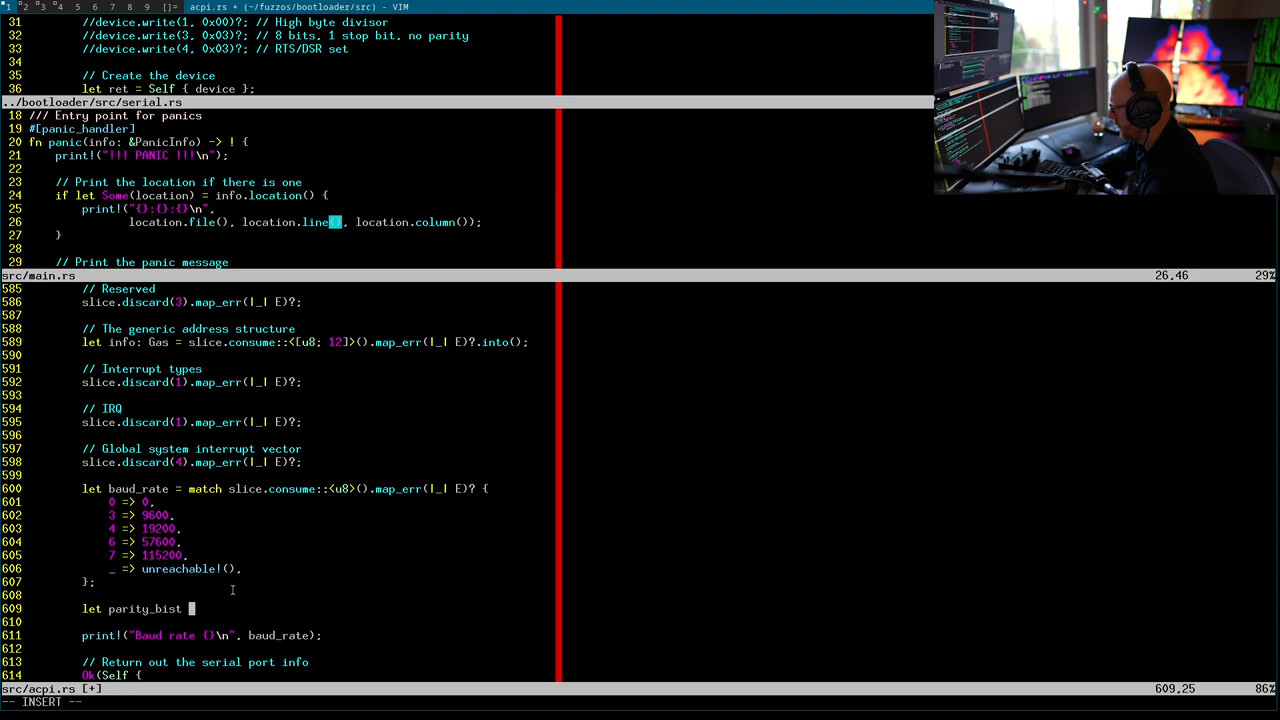 1 2 3 4 5 6 7 8 9 []= acpi.rs + (~/fuzzos/bootloader/src) - VIM
31 //device.write(1, 0x00)?; // High byte divisor
32 //device.write(3, 0x03)?; // 8 bits, 1 stop bit, no parity
33 //device.write(4, 0x03)?; // RTS/DSR set
34
35 // Create the device
36 let ret = Self { device };
../bootloader/src/serial.rs
18 /// Entry point for panics
19 #[panic_handler]
20 fn panic(info: &PanicInfo) -> ! {
21 print!("!!! PANIC !!!\n");
22
23 // Print the location if there is one
24 if let Some(location) = info.location() {
25 print!("{}:{}:{}\n",
26 location.file(), location.line(), location.column());
27 }
28
29 // Print the panic message
src/main.rs 26,46 29%
585 // Reserved
586 slice.discard(3).map_err(|_| E)?;
587
588 // The generic address structure
589 let info: Gas = slice.consume::<[u8; 12]>().map_err(|_| E)?.into();
590
591 // Interrupt types
592 slice.discard(1).map_err(|_| E)?;
593
594 // IRQ
595 slice.discard(1).map_err(|_| E)?;
596
597 // Global system interrupt vector
598 slice.discard(4).map_err(|_| E)?;
599
600 let baud_rate = match slice.consume::<u8>().map_err(|_| E)? {
601 0 => 0,
602 3 => 9600,
603 4 => 19200,
604 6 => 57600,
605 7 => 115200,
606 _ => unreachable!(),
607 };
608
609 let parity_bist
610
611 print!("Baud rate {}\n", baud_rate);
612
613 // Return out the serial port info
614 Ok(Self {
src/acpi.rs [+] 609,25 86%
-- INSERT --